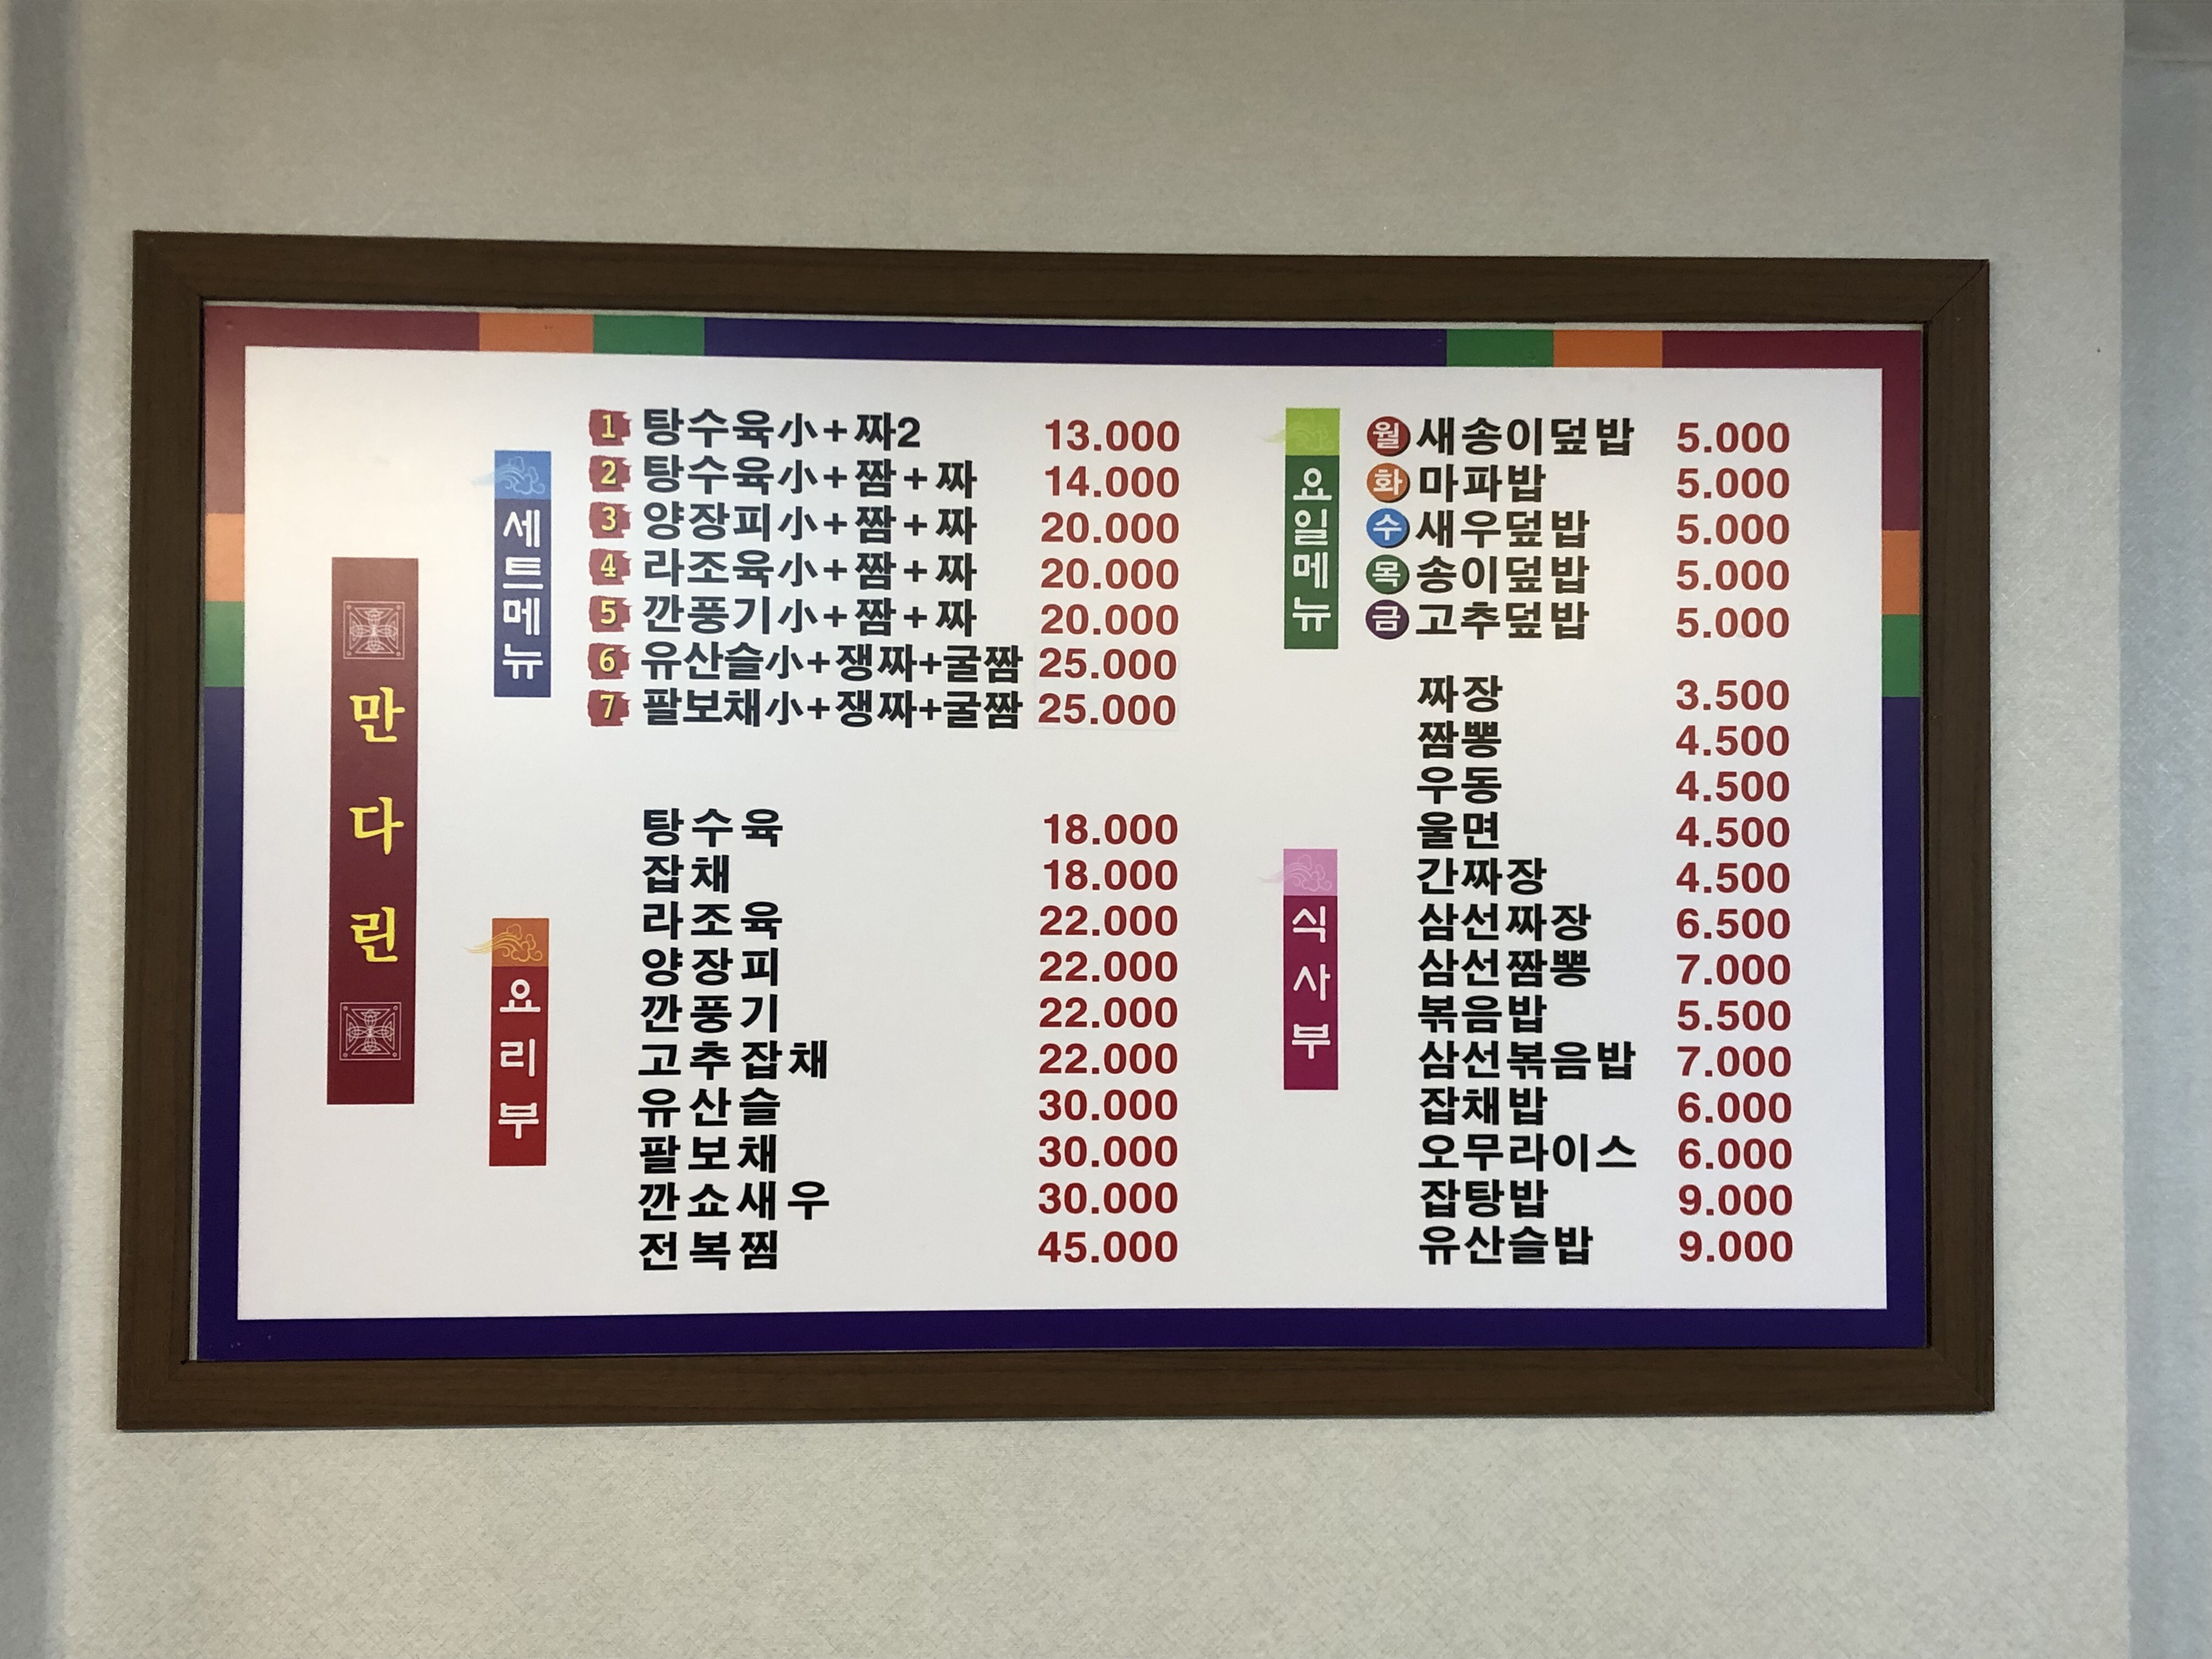 만다린
세트메뉴
1 탕수육小+짜2 13.000
2 탕수육小+짬+짜 14.000
3 양장피小+짬+짜 20.000
4 라조육小+짬+짜 20.000
5 깐풍기小+짬+짜 20.000
6 유산슬小+쟁짜+굴짬 25.000
7 팔보채小+쟁짜+굴짬 25.000
요리부
탕수육 18.000
잡채 18.000
라조육 22.000
양장피 22.000
깐풍기 22.000
고추잡채 22.000
유산슬 30.000
팔보채 30.000
깐쇼새우 30.000
전복찜 45.000
요일메뉴
월 새송이덮밥 5.000
화 마파밥 5.000
수 새우덮밥 5.000
목 송이덮밥 5.000
금 고추덮밥 5.000
식사부
짜장 3.500
짬뽕 4.500
우동 4.500
울면 4.500
간짜장 4.500
삼선짜장 6.500
삼선짬뽕 7.000
볶음밥 5.500
삼선볶음밥 7.000
잡채밥 6.000
오무라이스 6.000
잡탕밥 9.000
유산슬밥 9.000